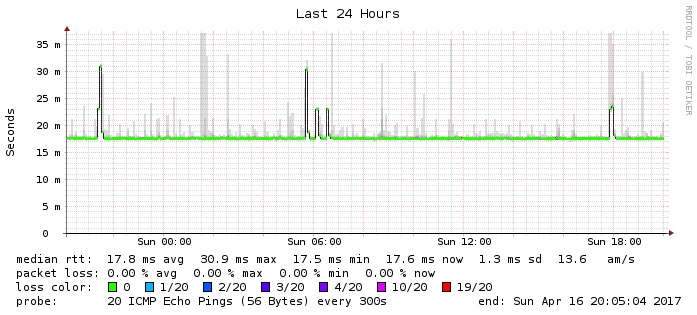 Last 24 Hours
RRDTOOL / TOBI OETIKER
Seconds
35 m
30 m
25 m
20 m
15 m
10 m
5 m
0
Sun 00:00 Sun 06:00 Sun 12:00 Sun 18:00
median rtt: 17.8 ms avg 30.9 ms max 17.5 ms min 17.6 ms now 1.3 ms sd 13.6 am/s
packet loss: 0.00 % avg 0.00 % max 0.00 % min 0.00 % now
loss color: 0 1/20 2/20 3/20 4/20 10/20 19/20
probe: 20 ICMP Echo Pings (56 Bytes) every 300s end: Sun Apr 16 20:05:04 2017